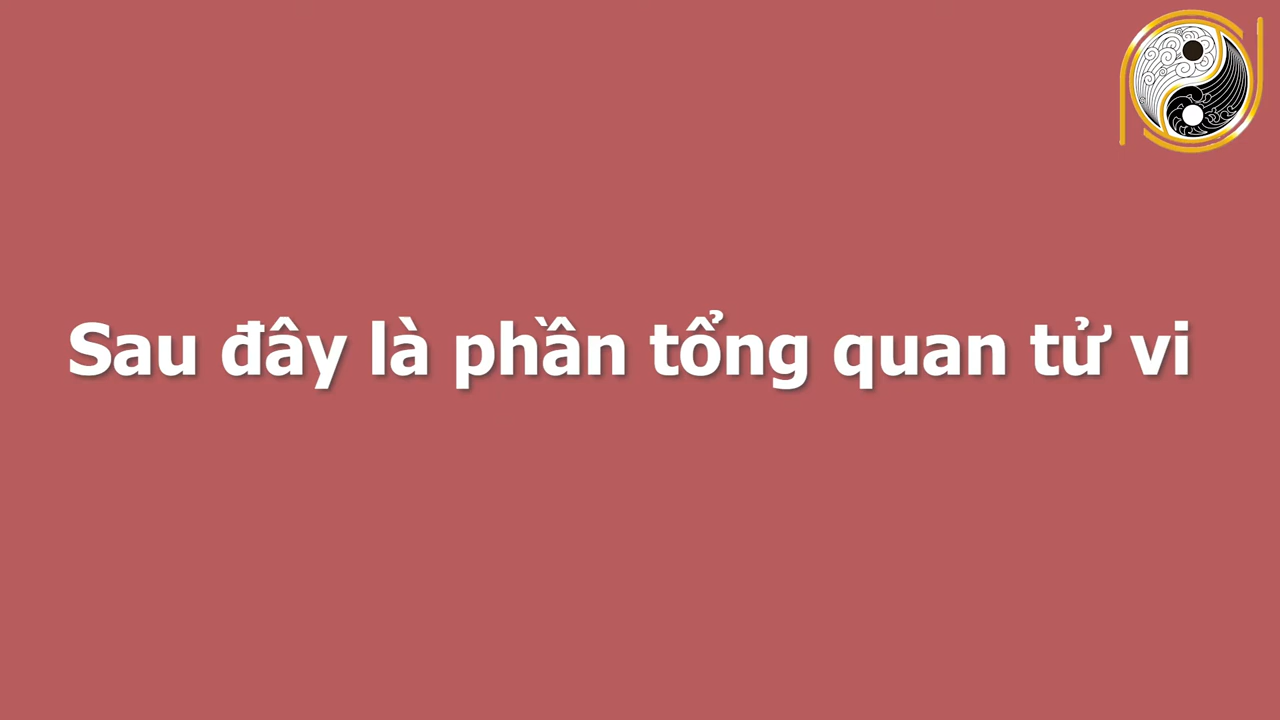 Sau đây là phần tổng quan tử vi